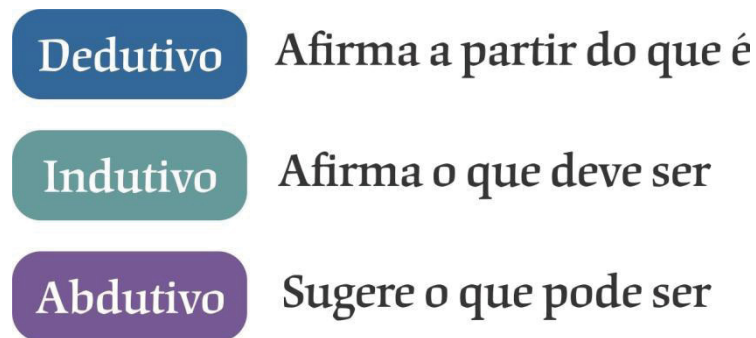 Dedutivo Afirma a partir do que é
Indutivo Afirma o que deve ser
Abdutivo Sugere o que pode ser